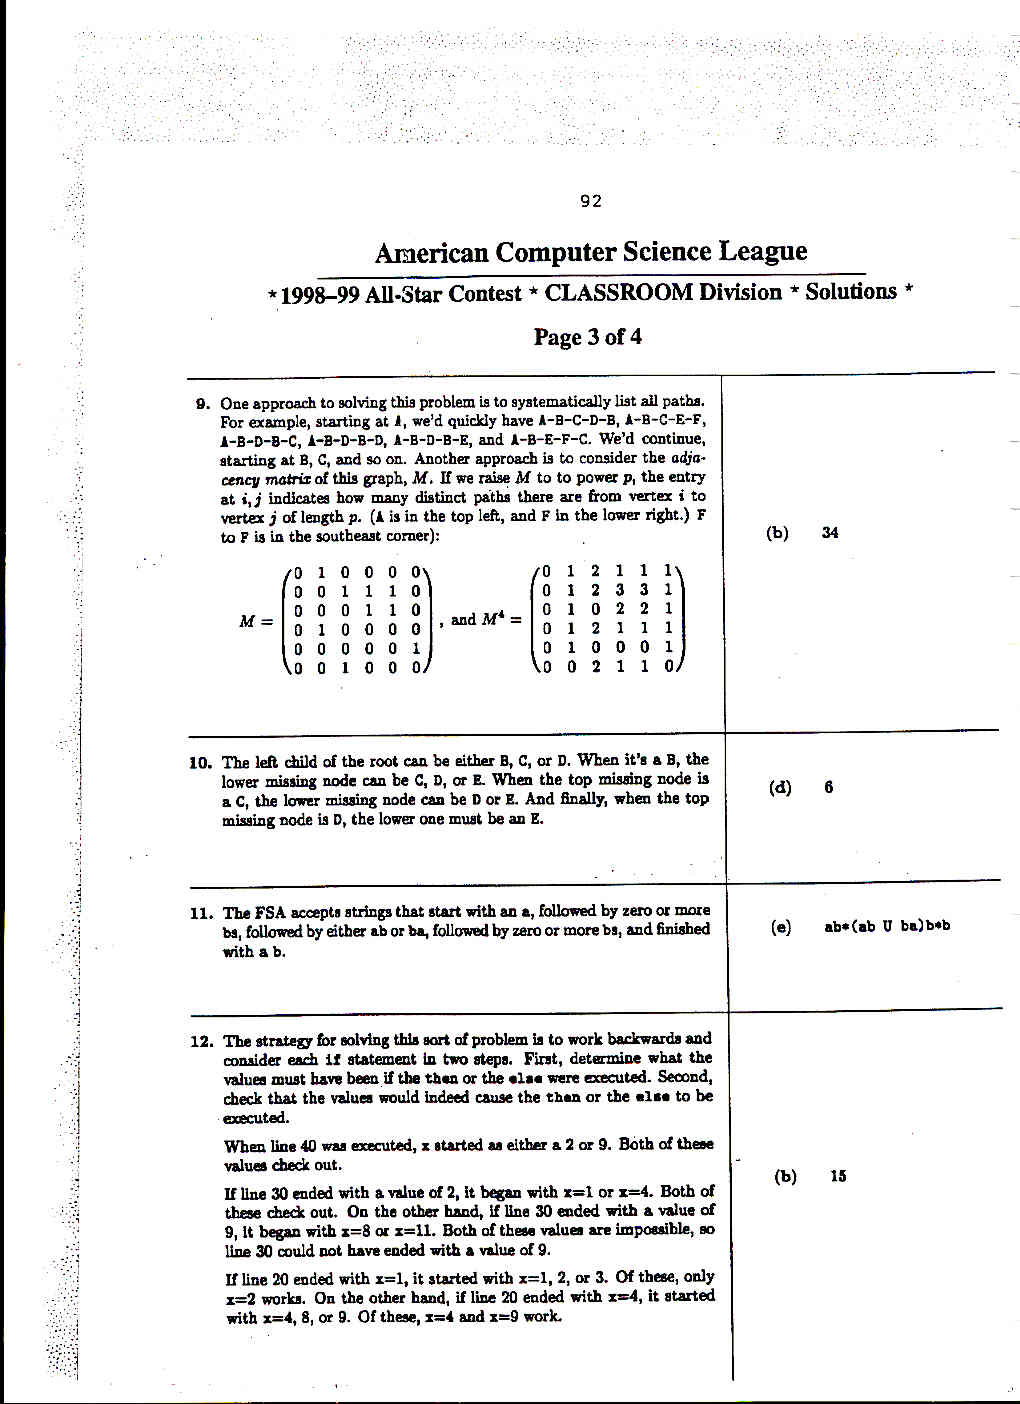 92
American Computer Science League
*1998–99 All-Star Contest * CLASSROOM Division * Solutions *
Page 3 of 4
9. One approach to solving this problem is to systematically list all paths.
For example, starting at A, we'd quickly have A-B-C-D-B, A-B-C-E-F,
A-B-D-B-C, A-B-D-B-D, A-B-D-B-E, and A-B-E-F-C. We'd continue,
starting at B, C, and so on. Another approach is to consider the adja-
cency matrix of this graph, M. If we raise M to to power p, the entry
at i,j indicates how many distinct paths there are from vertex i to
vertex j of length p. (A is in the top left, and F in the lower right.) F
to F is in the southeast corner):
(b) 34
0 1 0 0 0 0 0 1 2 1 1 1
0 0 1 1 1 0 0 1 2 3 3 1
0 0 0 1 1 0 0 1 0 2 2 1
M = , and M⁴ =
0 1 0 0 0 0 0 1 2 1 1 1
0 0 0 0 0 1 0 1 0 0 0 1
0 0 1 0 0 0 0 0 2 1 1 0
10. The left child of the root can be either B, C, or D. When it's a B, the
lower missing node can be C, D, or E. When the top missing node is
a C, the lower missing node can be D or E. And finally, when the top
missing node is D, the lower one must be an E.
(d) 6
11. The FSA accepts strings that start with an a, followed by zero or more
bs, followed by either ab or ba, followed by zero or more bs, and finished
with a b.
(e) ab*(ab U ba)b*b
12. The strategy for solving this sort of problem is to work backwards and
consider each if statement in two steps. First, determine what the
values must have been if the then or the else were executed. Second,
check that the values would indeed cause the then or the else to be
executed.
When line 40 was executed, x started as either a 2 or 9. Both of these
values check out.
If line 30 ended with a value of 2, it began with x=1 or x=4. Both of
these check out. On the other hand, if line 30 ended with a value of
9, it began with x=8 or x=11. Both of these values are impossible, so
line 30 could not have ended with a value of 9.
If line 20 ended with x=1, it started with x=1, 2, or 3. Of these, only
x=2 works. On the other hand, if line 20 ended with x=4, it started
with x=4, 8, or 9. Of these, x=4 and x=9 work.
(b) 15